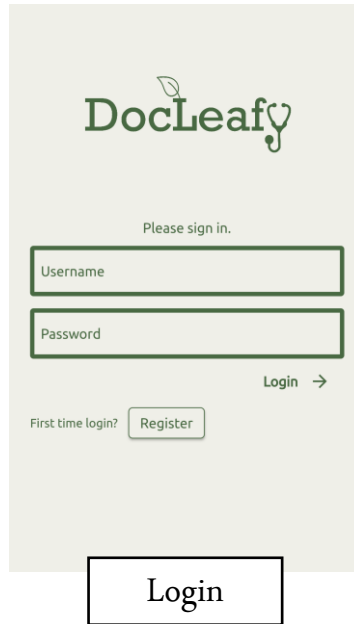 DocLeafy
Please sign in.
Username
Password
Login →
First time login? Register
Login